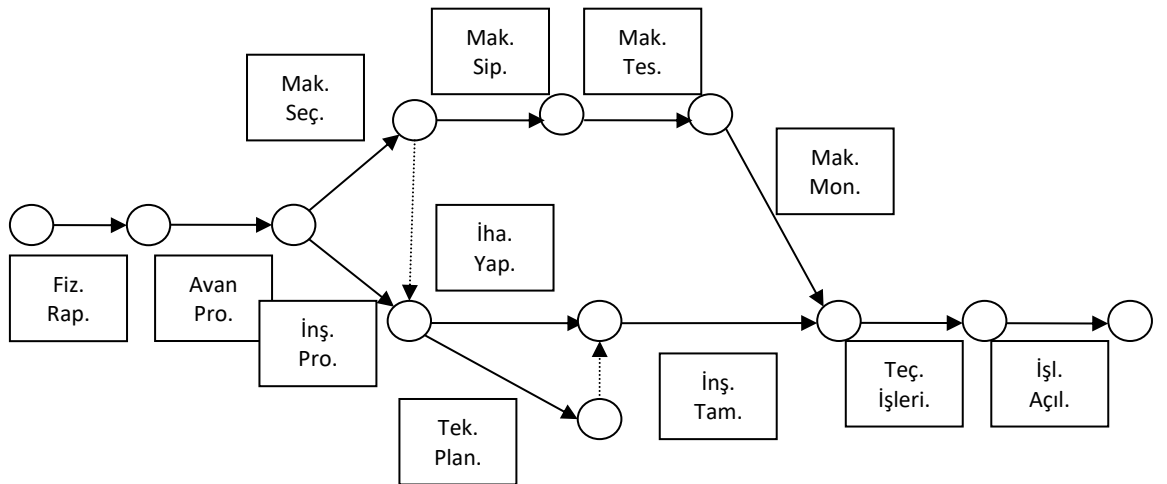 Mak.
Sip.
Mak.
Tes.
Mak.
Seç.
Mak.
Mon.
İha.
Yap.
Fiz.
Rap.
Avan
Pro.
İnş.
Pro.
İnş.
Tam.
Teç.
İşleri.
İşl.
Açıl.
Tek.
Plan.